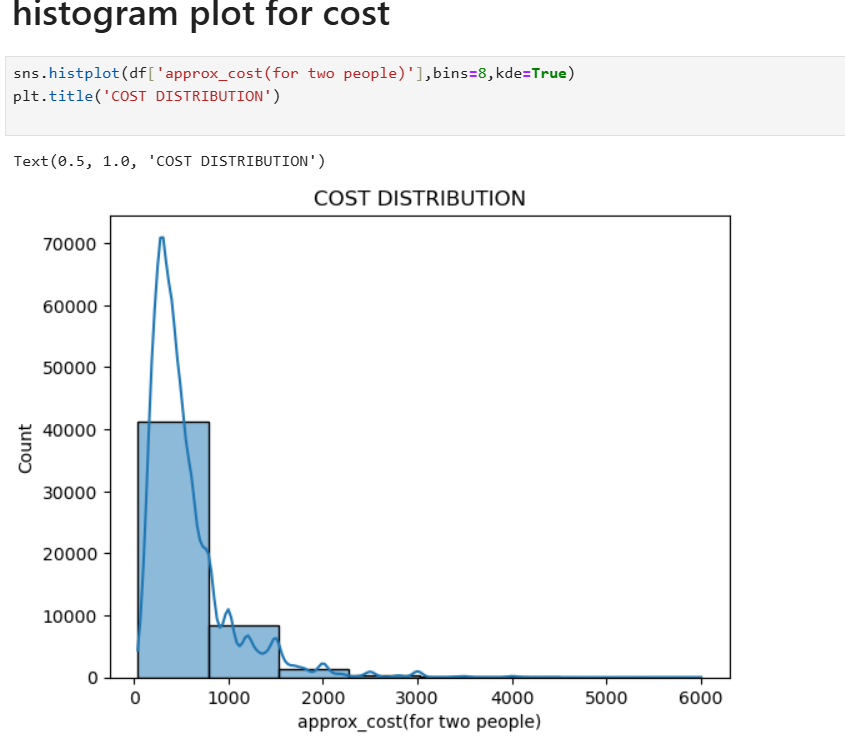 histogram plot for cost
sns.histplot(df['approx_cost(for two people)'],bins=8,kde=True)
plt.title('COST DISTRIBUTION')
Text(0.5, 1.0, 'COST DISTRIBUTION')
COST DISTRIBUTION
70000
60000
50000
40000
30000
20000
10000
0
Count
0 1000 2000 3000 4000 5000 6000
approx_cost(for two people)